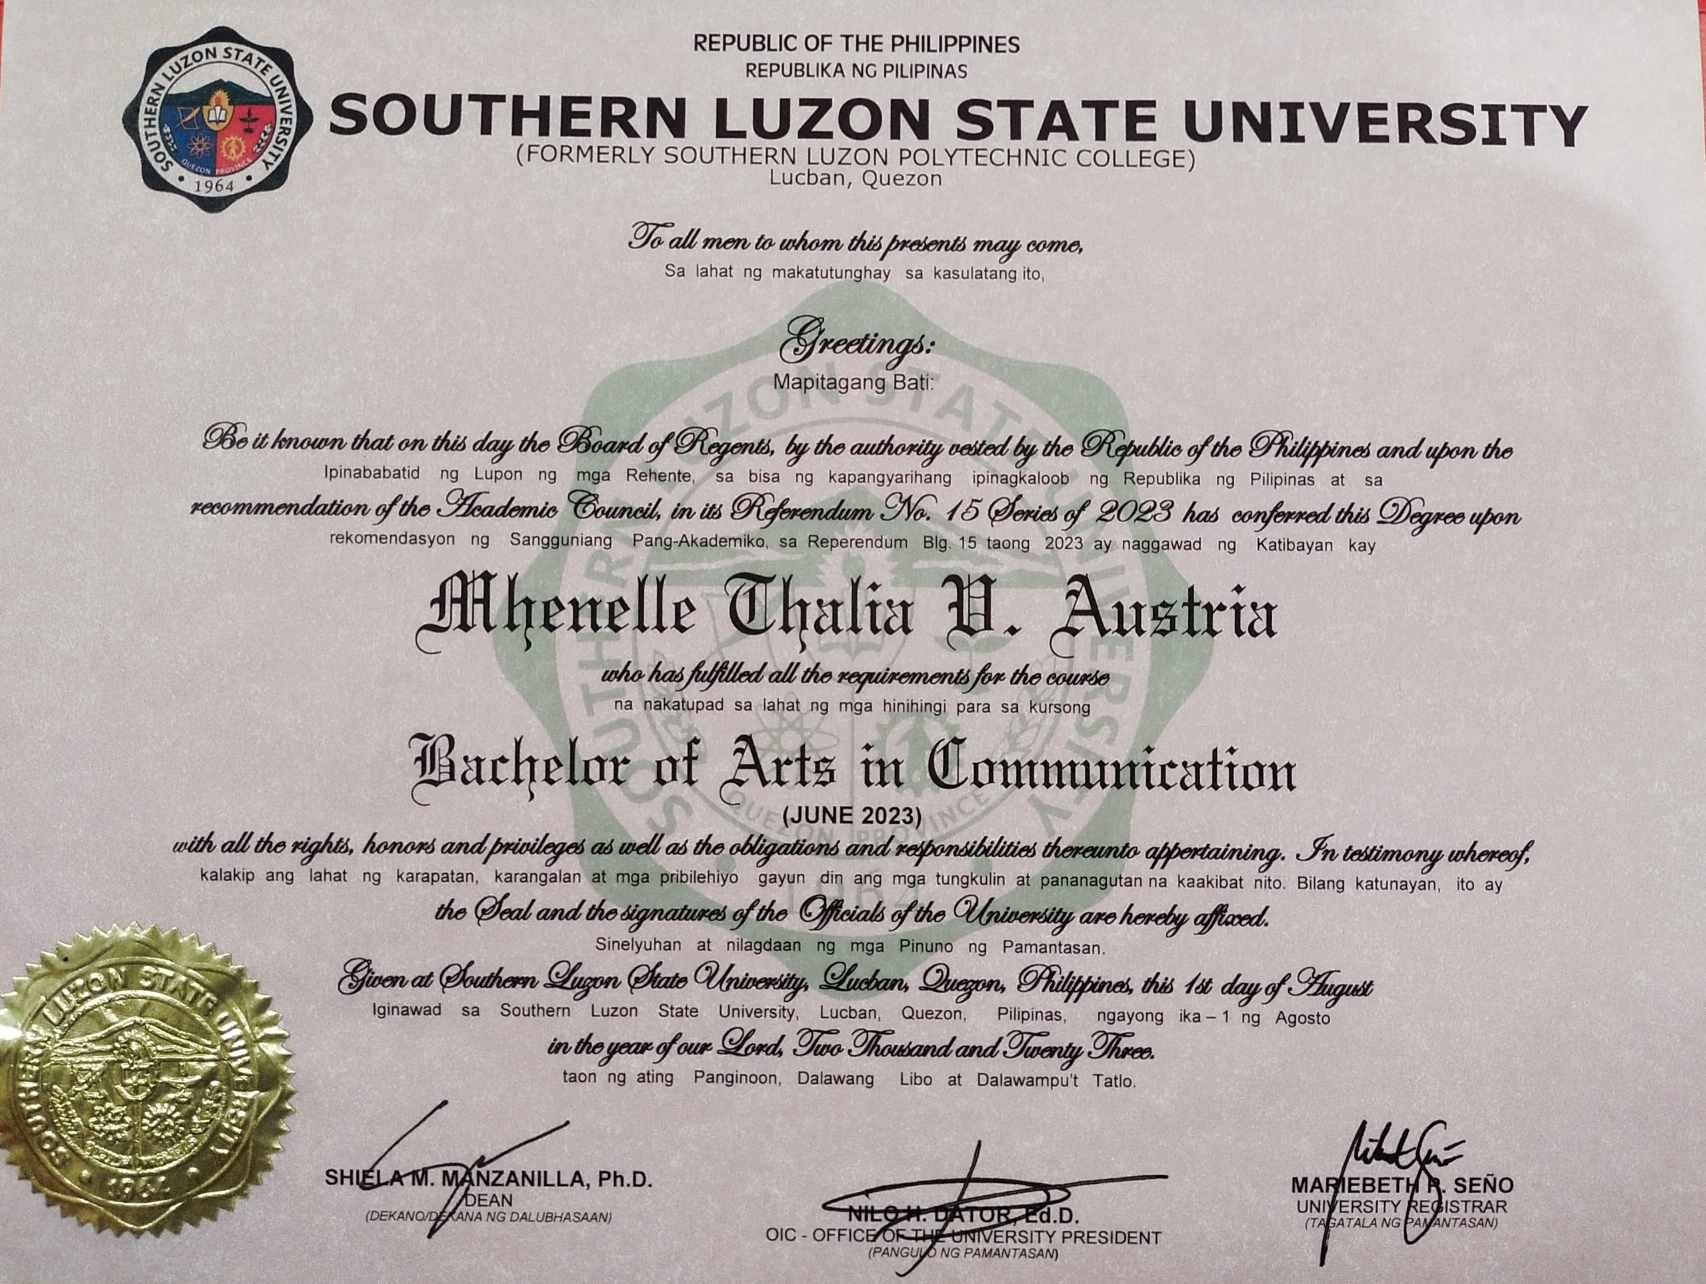 SOUTHERN LUZON STATE UNIVERSITY
QUEZON PROVINCE
1964
REPUBLIC OF THE PHILIPPINES
REPUBLIKA NG PILIPINAS
SOUTHERN LUZON STATE UNIVERSITY
(FORMERLY SOUTHERN LUZON POLYTECHNIC COLLEGE)
Lucban, Quezon
To all men to whom this presents may come,
Sa lahat ng makatutunghay sa kasulatang ito,
Greetings:
Mapitagang Bati:
Be it known that on this day the Board of Regents, by the authority vested by the Republic of the Philippines and upon the
Ipinababatid ng Lupon ng mga Rehente, sa bisa ng kapangyarihang ipinagkaloob ng Republika ng Pilipinas at sa
recommendation of the Academic Council, in its Referendum No. 15 Series of 2023 has conferred this Degree upon
rekomendasyon ng Sangguniang Pang-Akademiko, sa Reperendum Blg. 15 taong 2023 ay naggawad ng Katibayan kay
Mhenelle Thalia V. Austria
who has fulfilled all the requirements for the course
na nakatupad sa lahat ng mga hinihingi para sa kursong
Bachelor of Arts in Communication
(JUNE 2023)
with all the rights, honors and privileges as well as the obligations and responsibilities thereunto appertaining. In testimony whereof,
kalakip ang lahat ng karapatan, karangalan at mga pribilehiyo gayun din ang mga tungkulin at pananagutan na kaakibat nito. Bilang katunayan, ito ay
the Seal and the signatures of the Officials of the University are hereby affixed.
Sinelyuhan at nilagdaan ng mga Pinuno ng Pamantasan.
Given at Southern Luzon State University, Lucban, Quezon, Philippines, this 1st day of August
Iginawad sa Southern Luzon State University, Lucban, Quezon, Pilipinas, ngayong ika – 1 ng Agosto
in the year of our Lord, Two Thousand and Twenty Three.
taon ng ating Panginoon, Dalawang Libo at Dalawampu't Tatlo.
SOUTHERN LUZON STATE UNIVERSITY
1964
SHIELA M. MANZANILLA, Ph.D.
DEAN
(DEKANO/DEKANA NG DALUBHASAAN)
NILO H. DATOR, Ed.D.
OIC - OFFICE OF THE UNIVERSITY PRESIDENT
(PANGULO NG PAMANTASAN)
MARIEBETH P. SEÑO
UNIVERSITY REGISTRAR
(TAGATALA NG PAMANTASAN)